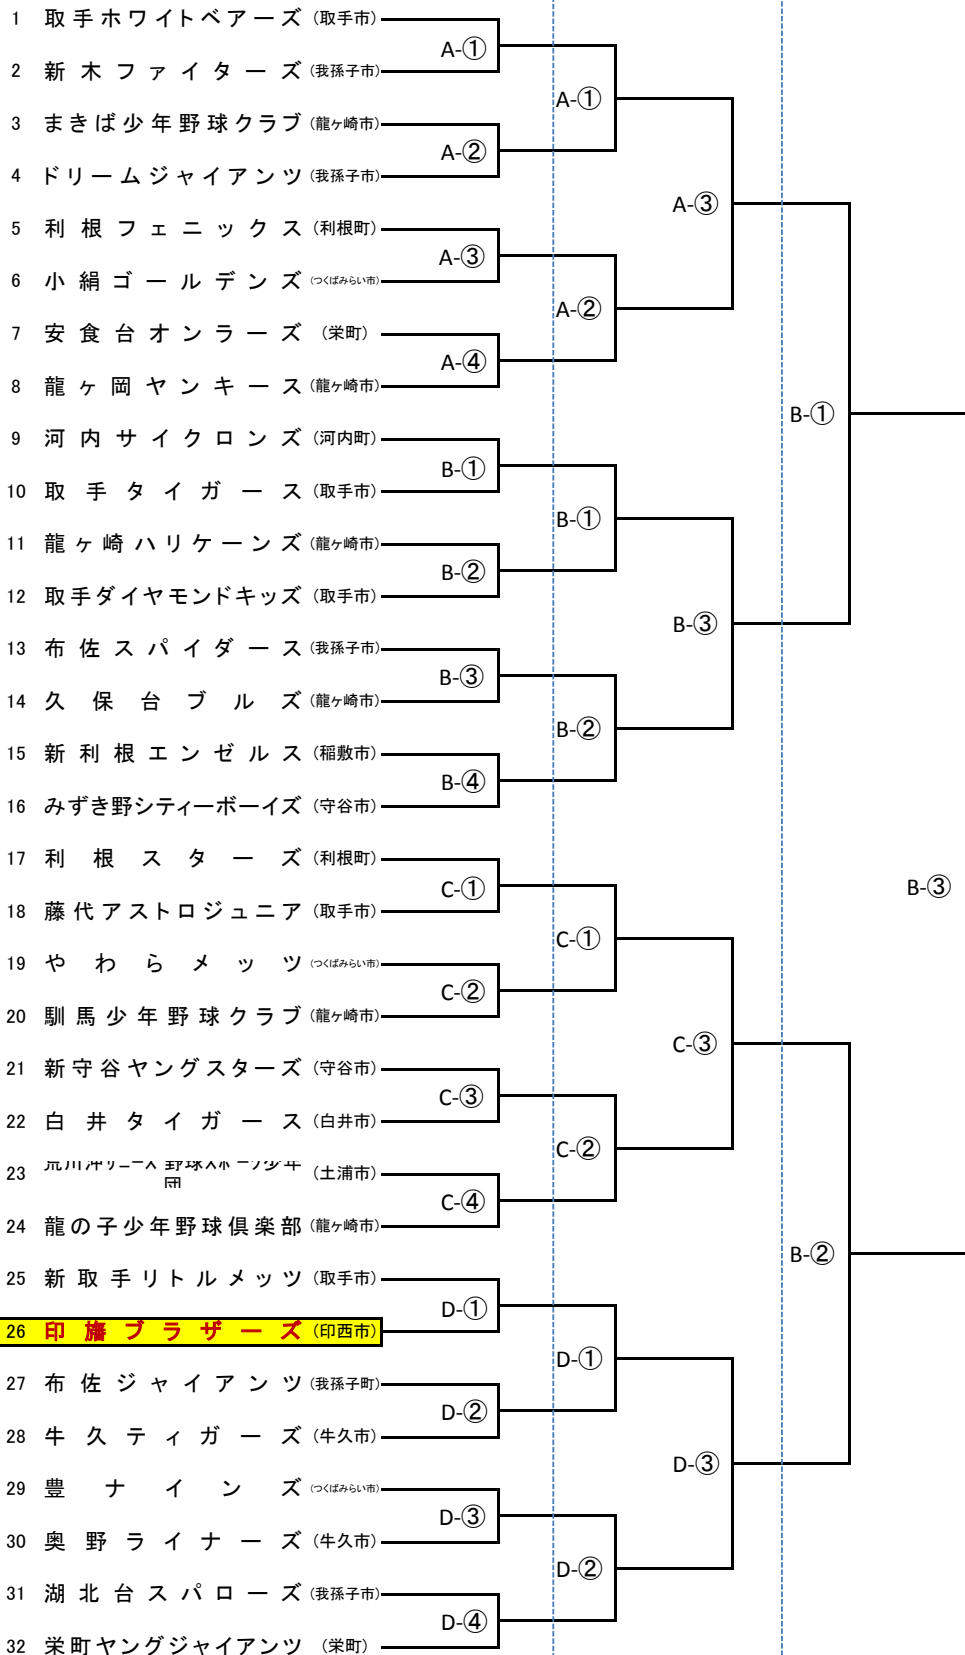 1 取手ホワイトベアーズ (取手市)
A-①
2 新木ファイターズ (我孫子市)
A-①
3 まきば少年野球クラブ (龍ヶ崎市)
A-②
4 ドリームジャイアンツ (我孫子市)
A-③
5 利根フェニックス (利根町)
A-③
6 小絹ゴールデンズ (つくばみらい市)
A-②
7 安食台オンラーズ (栄町)
A-④
8 龍ヶ岡ヤンキース (龍ヶ崎市)
B-①
9 河内サイクロンズ (河内町)
B-①
10 取手タイガース (取手市)
B-①
11 龍ヶ崎ハリケーンズ (龍ヶ崎市)
B-②
12 取手ダイヤモンドキッズ (取手市)
B-③
13 布佐スパイダース (我孫子市)
B-③
14 久保台ブルズ (龍ヶ崎市)
B-②
15 新利根エンゼルス (稲敷市)
B-④
16 みずき野シティーボーイズ (守谷市)
17 利根スターズ (利根町)
C-①
B-③
18 藤代アストロジュニア (取手市)
C-①
19 やわらメッツ (つくばみらい市)
C-②
20 馴馬少年野球クラブ (龍ヶ崎市)
C-③
21 新守谷ヤングスターズ (守谷市)
C-③
22 白井タイガース (白井市)
C-②
23 野球 少年団 (土浦市)
C-④
24 龍の子少年野球倶楽部 (龍ヶ崎市)
B-②
25 新取手リトルメッツ (取手市)
D-①
26 印旛ブラザーズ (印西市)
D-①
27 布佐ジャイアンツ (我孫子町)
D-②
28 牛久ティガーズ (牛久市)
D-③
29 豊ナインズ (つくばみらい市)
D-③
30 奥野ライナーズ (牛久市)
D-②
31 湖北台スパローズ (我孫子市)
D-④
32 栄町ヤングジャイアンツ (栄町)